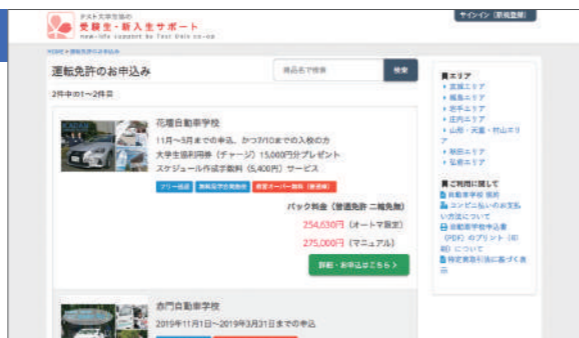 テスト大学生協の
受験生・新入生サポート
new-life support by Test Univ co-op
サインイン（新規登録）
HOME > 運転免許のお申込み
運転免許のお申込み
商品名で検索
検索
2件中の1〜2件目
花壇自動車学校
11月〜5月までの申込、かつ7/10までの入校の方
大学生協利用券（チャージ）15,000円分プレゼント
スケジュール作成手数料（5,400円）サービス
フリー送迎
パック料金（普通免許 二輪免無）
254,630円（オートマ限定）
275,000円（マニュアル）
詳細・お申込はこちら >
赤門自動車学校
2019年11月1日〜2019年3月31日までの申込
エリア
宮城エリア
福島エリア
岩手エリア
庄内エリア
山形・天童・村山エリ
ア
秋田エリア
弘前エリア
ご利用に関して
自動車学校 規約
コンビニ払いのお支払
い方法について
自動車学校申込書
(PDF) のプリント（印
刷）について
特定商取引法に基づく表
示